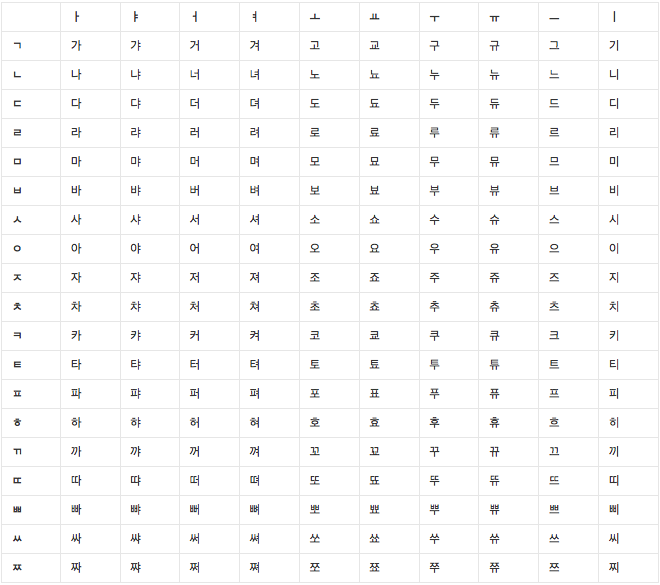 ㅏ ㅑ ㅓ ㅕ ㅗ ㅛ ㅜ ㅠ ㅡ ㅣ
ㄱ 가 갸 거 겨 고 교 구 규 그 기
ㄴ 나 냐 너 녀 노 뇨 누 뉴 느 니
ㄷ 다 댜 더 뎌 도 됴 두 듀 드 디
ㄹ 라 랴 러 려 로 료 루 류 르 리
ㅁ 마 먀 머 며 모 묘 무 뮤 므 미
ㅂ 바 뱌 버 벼 보 뵤 부 뷰 브 비
ㅅ 사 샤 서 셔 소 쇼 수 슈 스 시
ㅇ 아 야 어 여 오 요 우 유 으 이
ㅈ 자 쟈 저 져 조 죠 주 쥬 즈 지
ㅊ 차 챠 처 쳐 초 쵸 추 츄 츠 치
ㅋ 카 캬 커 켜 코 쿄 쿠 큐 크 키
ㅌ 타 탸 터 텨 토 툐 투 튜 트 티
ㅍ 파 퍄 퍼 펴 포 표 푸 퓨 프 피
ㅎ 하 햐 허 혀 호 효 후 휴 흐 히
ㄲ 까 꺄 꺼 껴 꼬 꾜 꾸 뀨 끄 끼
ㄸ 따 땨 떠 뗘 또 뚀 뚜 뜌 뜨 띠
ㅃ 빠 뺘 뻐 뼈 뽀 뾰 뿌 쀼 쁘 삐
ㅆ 싸 쌰 써 쎠 쏘 쑈 쑤 쓔 쓰 씨
ㅉ 짜 쨔 쩌 쪄 쪼 쬬 쭈 쮸 쯔 찌